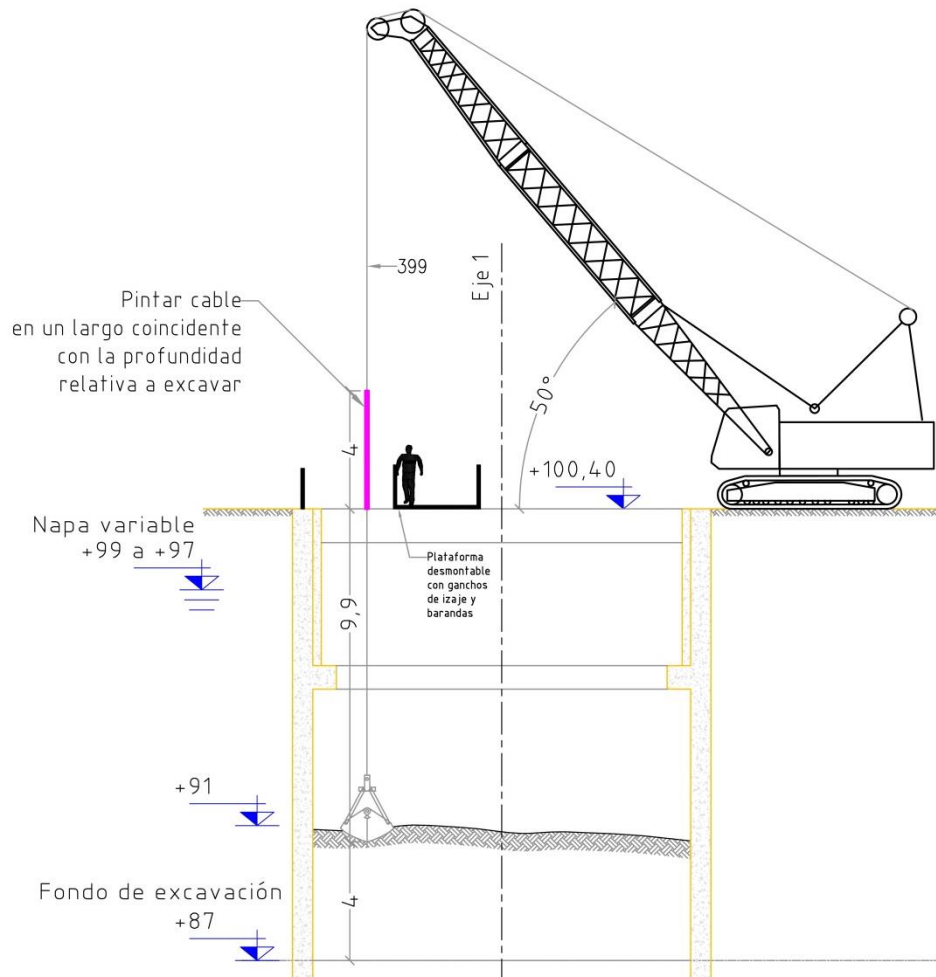 399
Eje 1
Pintar cable
en un largo coincidente
con la profundidad
relativa a excavar
50°
4
+100,40
Napa variable
+99 a +97
Plataforma
desmontable
con ganchos
de izaje y
barandas
9,9
+91
4
Fondo de excavación
+87